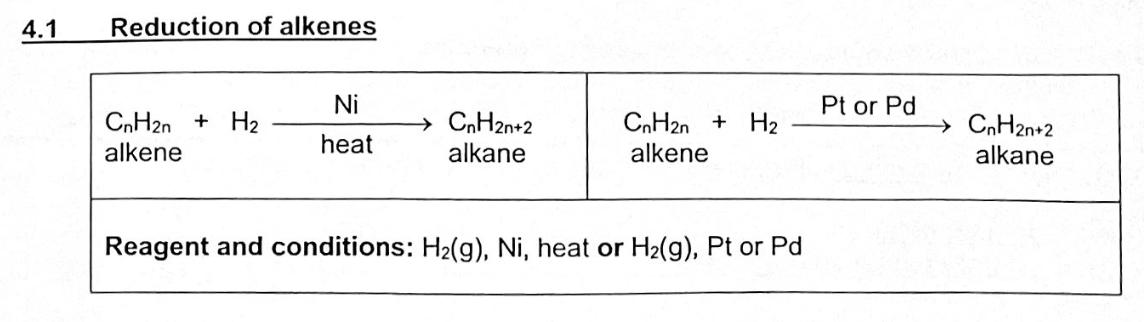 4.1 Reduction of alkenes
Ni
CnH2n + H2 → CnH2n+2
heat
alkene alkane
Pt or Pd
CnH2n + H2 → CnH2n+2
alkene alkane
Reagent and conditions: H2(g), Ni, heat or H2(g), Pt or Pd